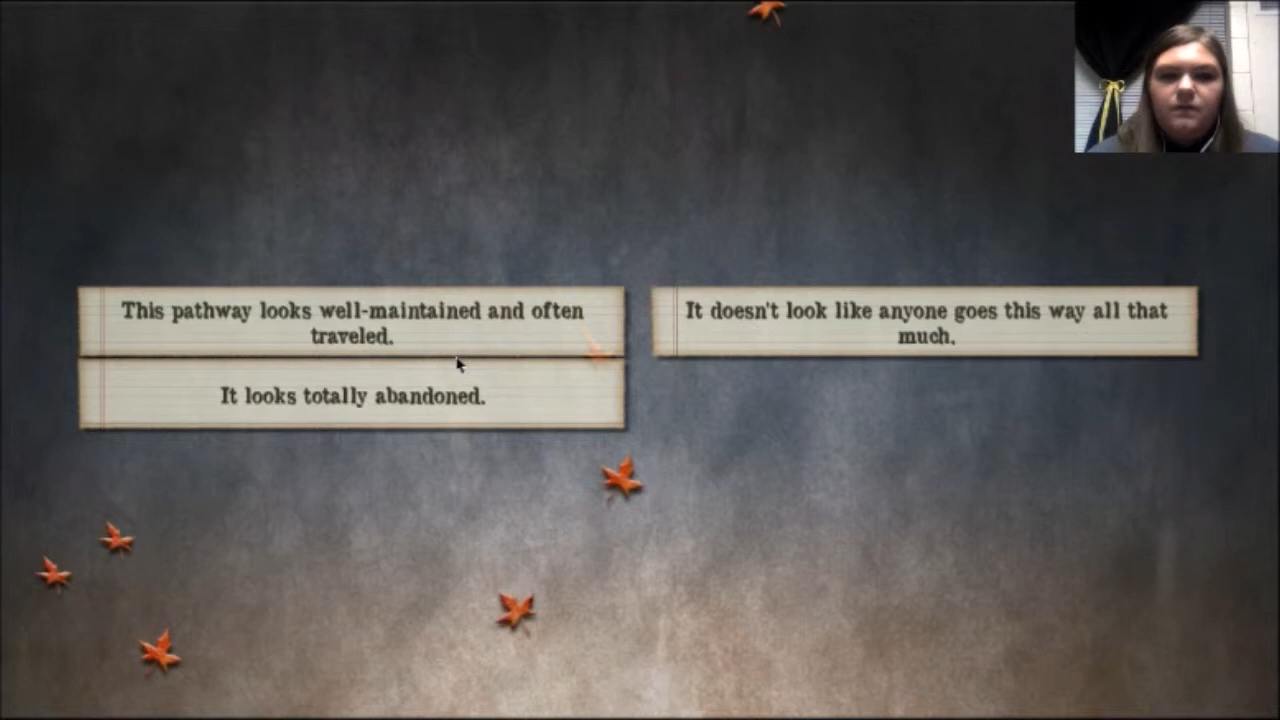 This pathway looks well-maintained and often
traveled.
It doesn't look like anyone goes this way all that
much.
It looks totally abandoned.